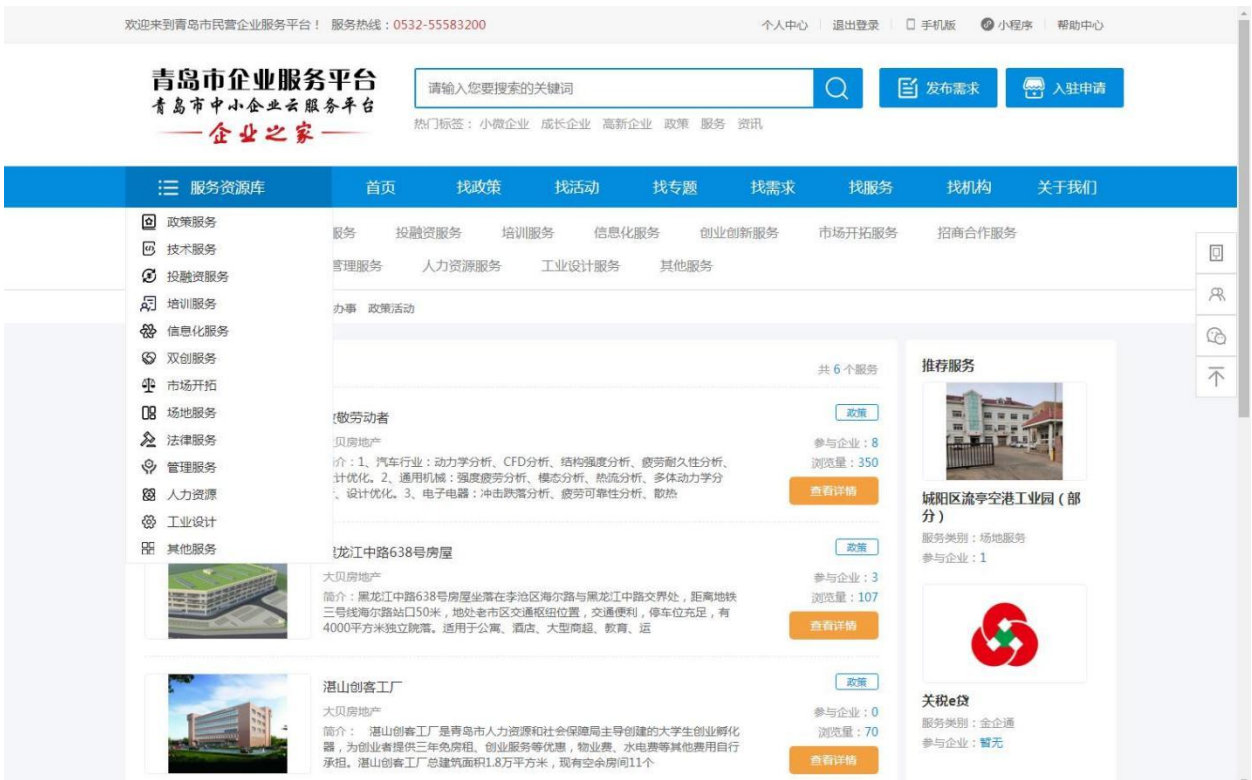 欢迎来到青岛市民营企业服务平台！ 服务热线：0532-55583200
个人中心 退出登录 手机版 小程序 帮助中心
青岛市企业服务平台
青岛市中小企业云服务平台
企业之家
请输入您要搜索的关键词
发布需求
入驻申请
热门标签：小微企业 成长企业 高新企业 政策 服务 资讯
服务资源库 首页 找政策 找活动 找专题 找需求 找服务 找机构 关于我们
政策服务
技术服务
投融资服务
培训服务
信息化服务
双创服务
市场开拓
场地服务
法律服务
管理服务
人力资源
工业设计
其他服务
服务 投融资服务 培训服务 信息化服务 创业创新服务 市场开拓服务 招商合作服务
管理服务 人力资源服务 工业设计服务 其他服务
办事 政策活动
共 6 个服务
敬劳动者
政策
贝房地产
参与企业：8
介：1、汽车行业：动力学分析、CFD分析、结构强度分析、疲劳耐久性分析、
计优化。2、通用机械：强度疲劳分析、模态分析、热流分析、多体动力学分
、设计优化。3、电子电器：冲击跌落分析、疲劳可靠性分析、散热
浏览量：350
查看详情
龙江中路638号房屋
政策
大贝房地产
参与企业：3
简介：黑龙江中路638号房屋坐落在李沧区海尔路与黑龙江中路交界处，距离地铁
三号线海尔路站口50米，地处老市区交通枢纽位置，交通便利，停车位充足，有
4000平方米独立院落。适用于公寓、酒店、大型商超、教育、运
浏览量：107
查看详情
湛山创客工厂
政策
大贝房地产
参与企业：0
简介： 湛山创客工厂是青岛市人力资源和社会保障局主导创建的大学生创业孵化
器，为创业者提供三年免房租、创业服务等优惠，物业费、水电费等其他费用自行
承担。湛山创客工厂总建筑面积1.8万平方米，现有空余房间11个
浏览量：70
查看详情
推荐服务
城阳区流亭空港工业园（部
分）
服务类别：场地服务
参与企业：1
关税e贷
服务类别：金企通
参与企业：暂无